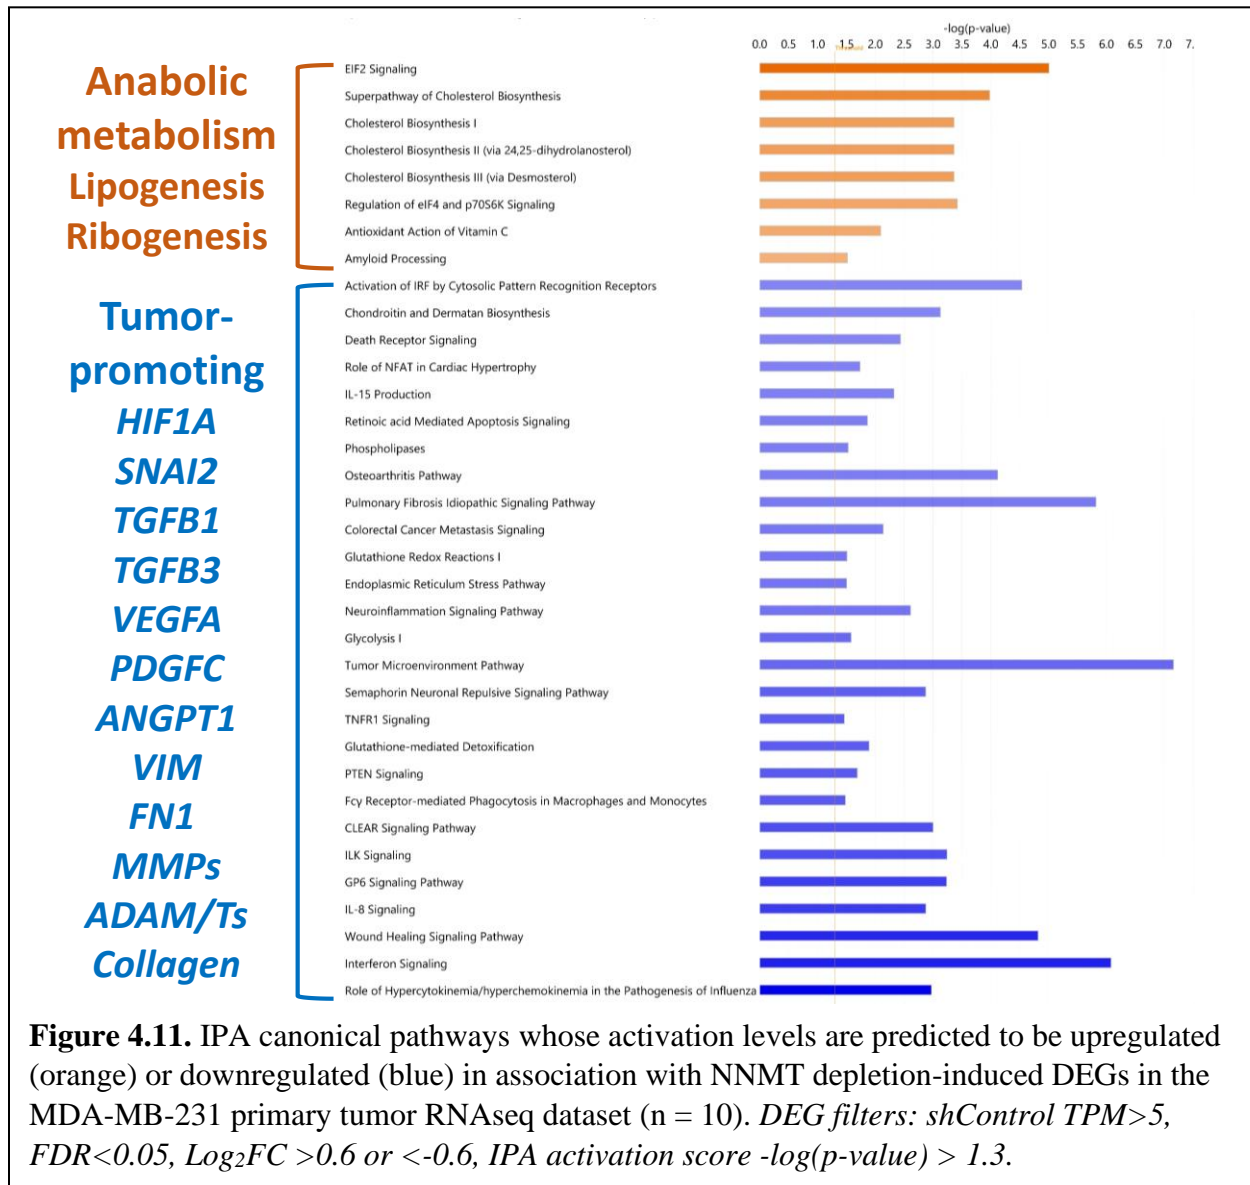 -log(p-value)
0.0 0.5 1.0 1.5 2.0 2.5 3.0 3.5 4.0 4.5 5.0 5.5 6.0 6.5 7.0 7.
Threshold
Anabolic
metabolism
Lipogenesis
Ribogenesis
EIF2 Signaling
Superpathway of Cholesterol Biosynthesis
Cholesterol Biosynthesis I
Cholesterol Biosynthesis II (via 24,25-dihydrolanosterol)
Cholesterol Biosynthesis III (via Desmosterol)
Regulation of eIF4 and p70S6K Signaling
Antioxidant Action of Vitamin C
Amyloid Processing
Tumor-
promoting
HIF1A
SNAI2
TGFB1
TGFB3
VEGFA
PDGFC
ANGPT1
VIM
FN1
MMPs
ADAM/Ts
Collagen
Activation of IRF by Cytosolic Pattern Recognition Receptors
Chondroitin and Dermatan Biosynthesis
Death Receptor Signaling
Role of NFAT in Cardiac Hypertrophy
IL-15 Production
Retinoic acid Mediated Apoptosis Signaling
Phospholipases
Osteoarthritis Pathway
Pulmonary Fibrosis Idiopathic Signaling Pathway
Colorectal Cancer Metastasis Signaling
Glutathione Redox Reactions I
Endoplasmic Reticulum Stress Pathway
Neuroinflammation Signaling Pathway
Glycolysis I
Tumor Microenvironment Pathway
Semaphorin Neuronal Repulsive Signaling Pathway
TNFR1 Signaling
Glutathione-mediated Detoxification
PTEN Signaling
Fcγ Receptor-mediated Phagocytosis in Macrophages and Monocytes
CLEAR Signaling Pathway
ILK Signaling
GP6 Signaling Pathway
IL-8 Signaling
Wound Healing Signaling Pathway
Interferon Signaling
Role of Hypercytokinemia/hyperchemokinemia in the Pathogenesis of Influenza
Figure 4.11. IPA canonical pathways whose activation levels are predicted to be upregulated
(orange) or downregulated (blue) in association with NNMT depletion-induced DEGs in the
MDA-MB-231 primary tumor RNAseq dataset (n = 10). DEG filters: shControl TPM>5,
FDR<0.05, Log₂FC >0.6 or <-0.6, IPA activation score -log(p-value) > 1.3.